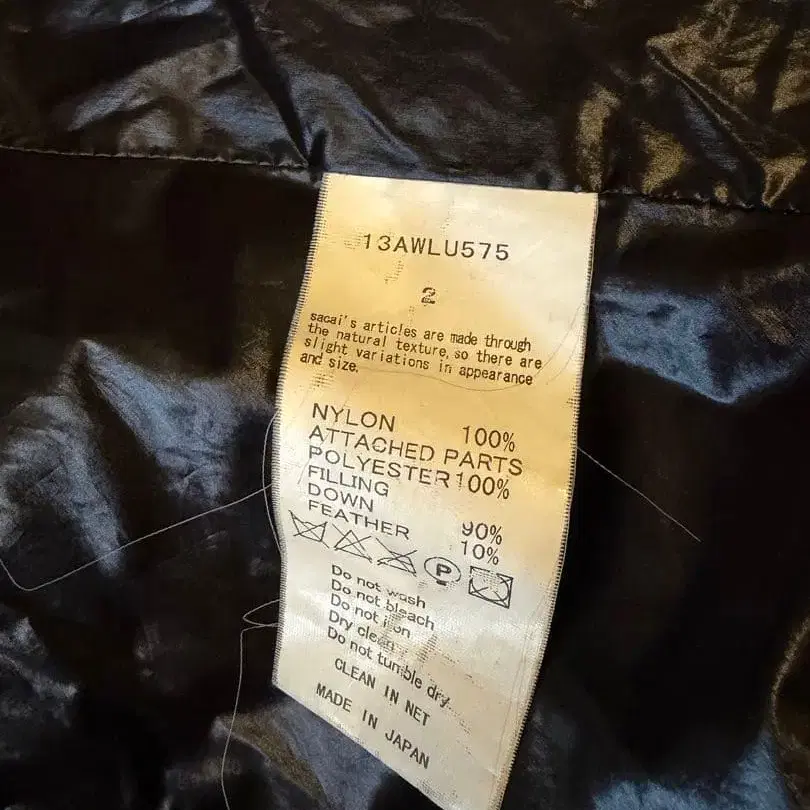 13AWLU575
2
sacai's articles are made through
the natural texture, so there are
slight variations in appearance
and size.
NYLON 100%
ATTACHED PARTS
POLYESTER 100%
FILLING
DOWN 90%
FEATHER 10%
P
Do not wash
Do not bleach
Do not iron
Dry clean
Do not tumble dry.
CLEAN IN NET
MADE IN JAPAN